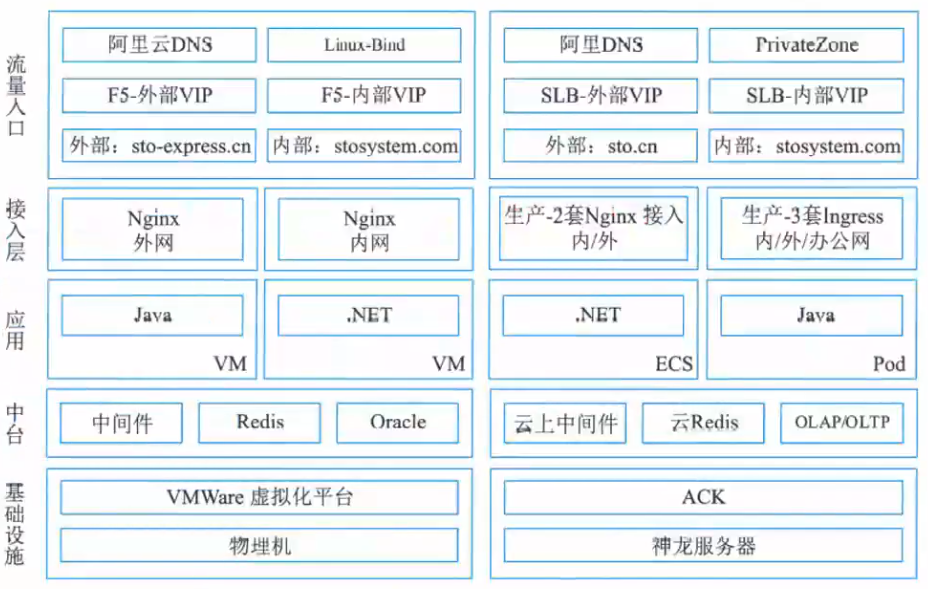 流量入口
阿里云DNS
Linux-Bind
F5-外部VIP
F5-内部VIP
外部：sto-express.cn
内部：stosystem.com
阿里DNS
PrivateZone
SLB-外部VIP
SLB-内部VIP
外部：sto.cn
内部：stosystem.com
接入层
Nginx
外网
Nginx
内网
生产-2套Nginx 接入
内/外
生产-3套Ingress
内/外/办公网
应用
Java
VM
.NET
VM
.NET
ECS
Java
Pod
中台
中间件
Redis
Oracle
云上中间件
云Redis
OLAP/OLTP
基础设施
VMWare 虚拟化平台
物理机
ACK
神龙服务器